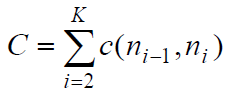 C = \sum_{i=2}^{K} c(n_{i-1}, n_i)